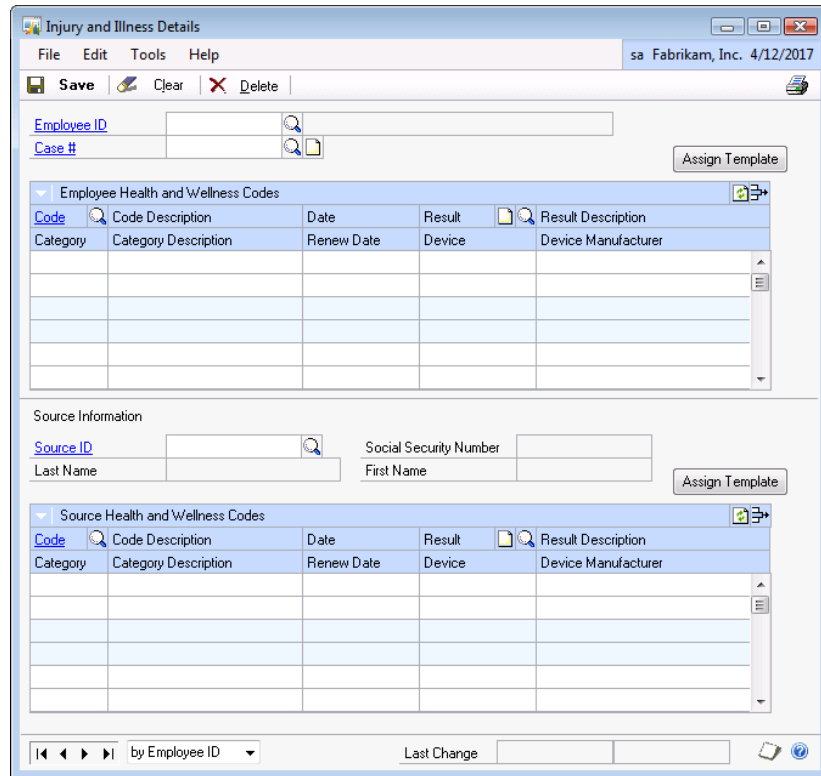 Injury and Illness Details
File Edit Tools Help sa Fabrikam, Inc. 4/12/2017
Save Clear Delete
Employee ID
Case #
Assign Template
Employee Health and Wellness Codes
Code Code Description Date Result Result Description
Category Category Description Renew Date Device Device Manufacturer
Source Information
Source ID Social Security Number
Last Name First Name
Assign Template
Source Health and Wellness Codes
Code Code Description Date Result Result Description
Category Category Description Renew Date Device Device Manufacturer
by Employee ID Last Change